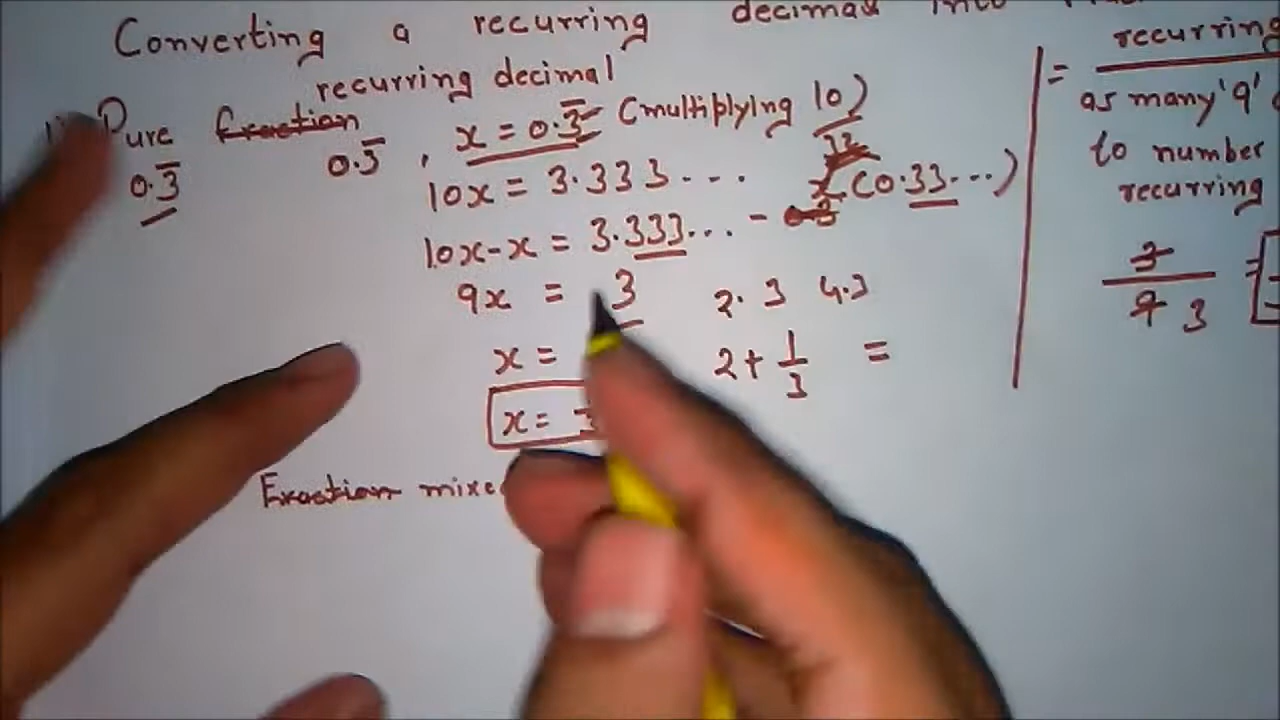 Converting a recurring decimal into
recurring decimal
Pure fraction
0.3̅
0.3̅ , x = 0.3̅ (multiplying 10)
10x = 3.333...
10x-x = 3.333... - x (0.33...)
9x = 3
2.3 4.3
x =
2 + 1/3 =
x =
Fraction mixe
recurring
= as many '9'
to number
recurring
3/9 3